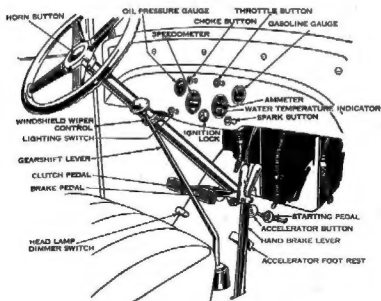 OIL PRESSURE GAUGE
THROTTLE BUTTON
CHOKE BUTTON
HORN BUTTON
GASOLINE GAUGE
SPEEDOMETER
AMMETER
WATER TEMPERATURE INDICATOR
SPARK BUTTON
WINDSHIELD WIPER
CONTROL
IGNITION
LOCK
LIGHTING SWITCH
GEARSHIFT LEVER
CLUTCH PEDAL
BRAKE PEDAL
STARTING PEDAL
ACCELERATOR BUTTON
HAND BRAKE LEVER
HEAD LAMP
DIMMER SWITCH
ACCELERATOR FOOT REST